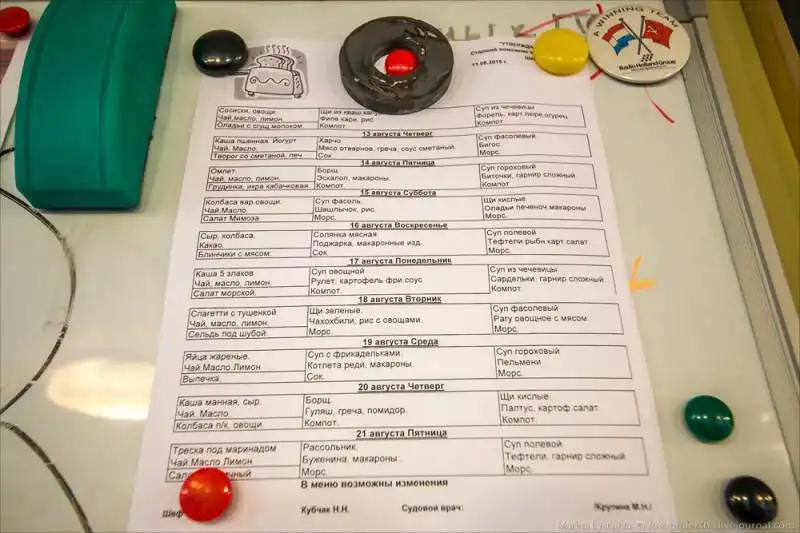 A WINNING TEAM
Radio Holland Group
"УТВЕРЖДА
11.08.2015 г
Сосиски, овощи. Щи из кваш.капу Суп из чечевицы
Чай,масло, лимон. Филе кари, рис. Форель, карт.пюре,огурец
Оладьи с сгущ.молоком. Компот. Компот.
13 августа Четверг
Каша пшенная. Йогурт Харчо. Суп фасолевый
Чай. Масло. Мясо отварное, греча, соус сметаный. Бигос.
Творог со сметаной, печ Сок. Морс.
14 августа Пятница
Омлет. Борщ. Суп гороховый
Чай, масло, лимон. Эскалоп, макароны. Биточки, гарнир сложный
Грудинка, икра кабачковая. Компот. Компот
15 августа Суббота
Колбаса вар.овощи. Суп фасоль. Щи кислые.
Чай.Масло. Шашлычок, рис. Оладьи печеноч.макароны
Салат Мимоза Морс. Морс.
16 августа Воскресенье
Сыр, колбаса. Солянка мясная Суп полевой
Какао. Поджарка, макаронные изд. Тефтели рыбн.карт.салат.
Блинчики с мясом. Сок Морс.
17 августа Понедельник
Каша 5 злаков. Суп овощной Суп из чечевицы
Чай, масло, лимон. Рулет, картофель фри.соус Сардельки, гарнир сложный
Салат морской. Компот. Компот
18 августа Вторник
Спагетти с тушенкой. Щи зеленые. Суп фасолевый
Чай, масло, лимон. Чахохбили, рис с овощами. Рагу овощное с мясом
Сельдь под шубой. Морс. Морс.
19 августа Среда
Яйца жареные. Суп с фрикадельками. Суп гороховый
Чай.Масло.Лимон Котлета реди, макароны. Пельмени
Выпечка. Сок. Морс.
20 августа Четверг
Каша манная, сыр. Борщ. Щи кислые.
Чай. Масло. Гуляш, греча, помидор. Палтус, картоф.салат.
Колбаса п/к, овощи Компот. Компот.
21 августа Пятница
Треска под маринадом Рассольник. Суп полевой
Чай.Масло.Лимон Буженина, макароны. Тефтели, гарнир сложный
Морс Морс.
В меню возможны изменения
Шеф Кубчак Н.Н. Судовой врач: /Крупина М.Н./